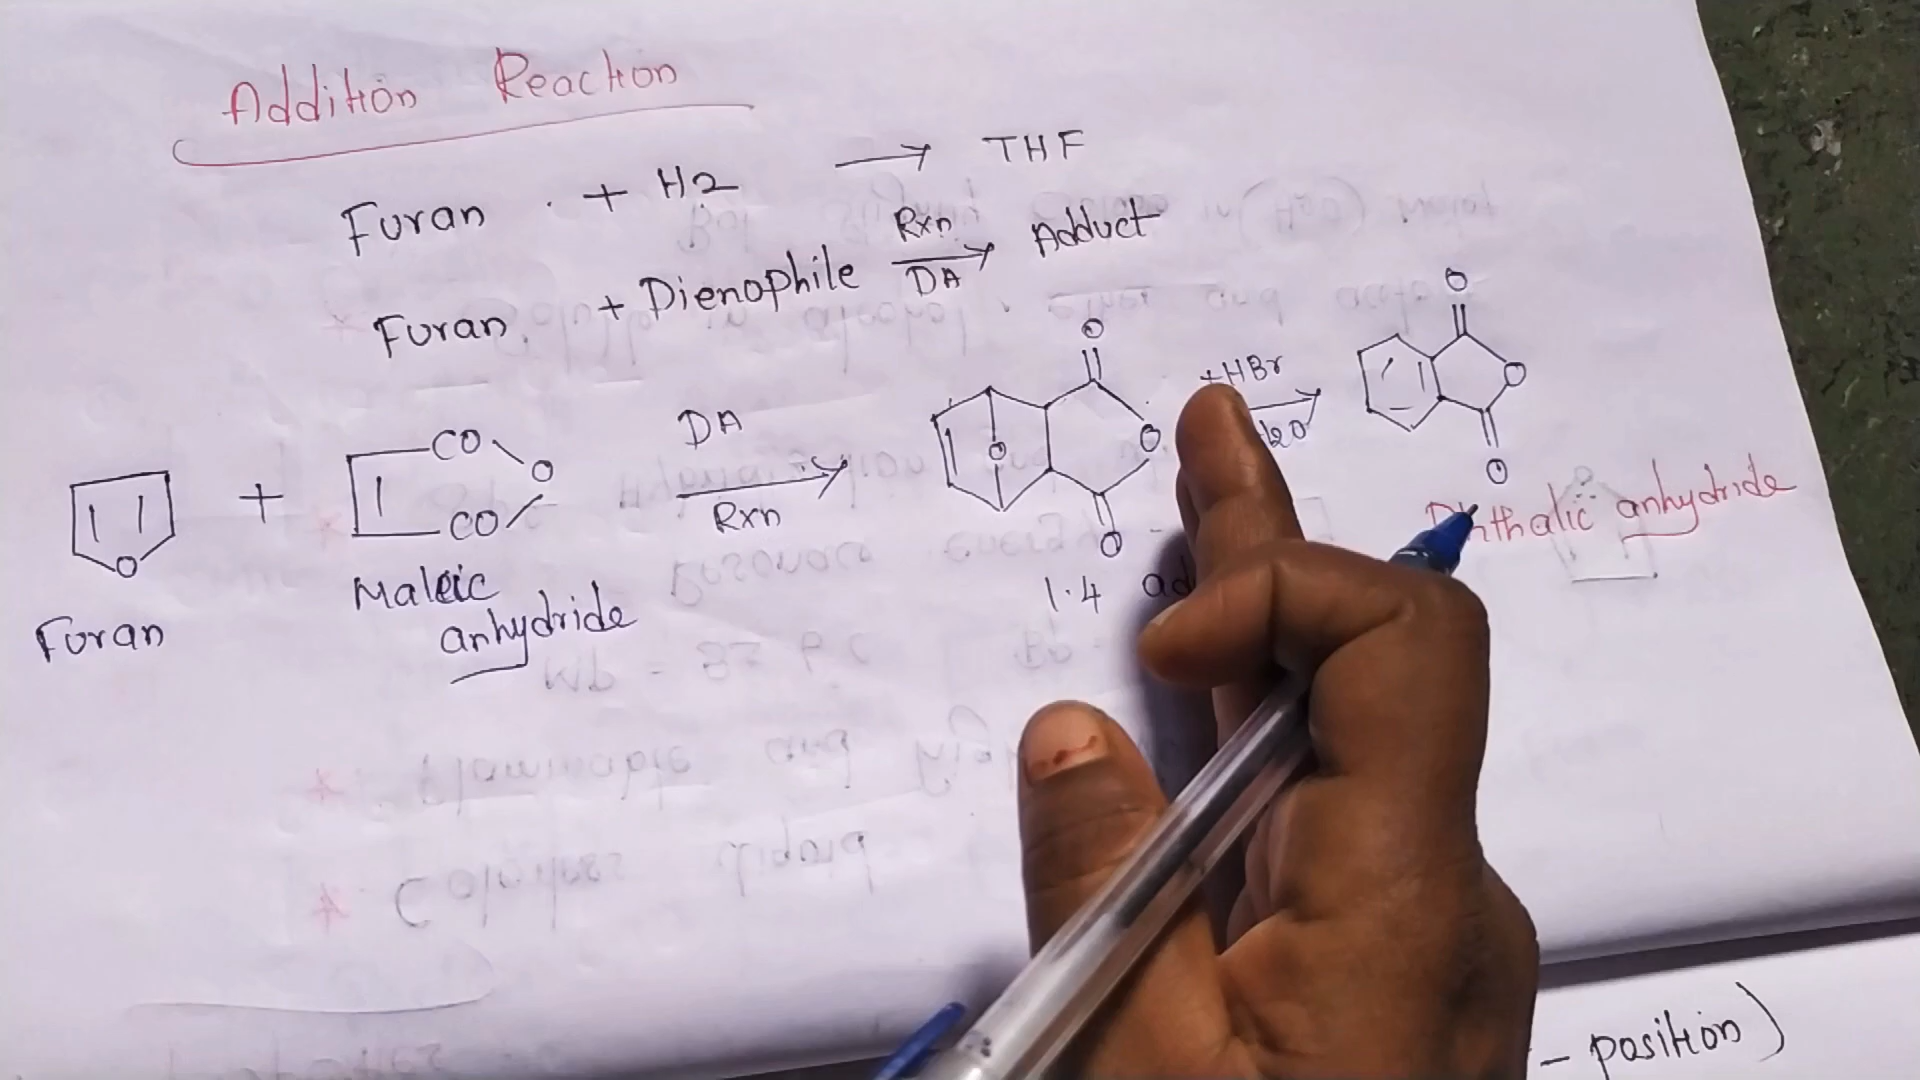 Addition Reaction
Furan + H2 → THF
Furan + Dienophile Rxn DA → Adduct
O
CO O CO
DA
Rxn
O O O O
+HBr
O O O
O
Furan
+
Maleic anhydride
1.4
Phthalic anhydride
- position)